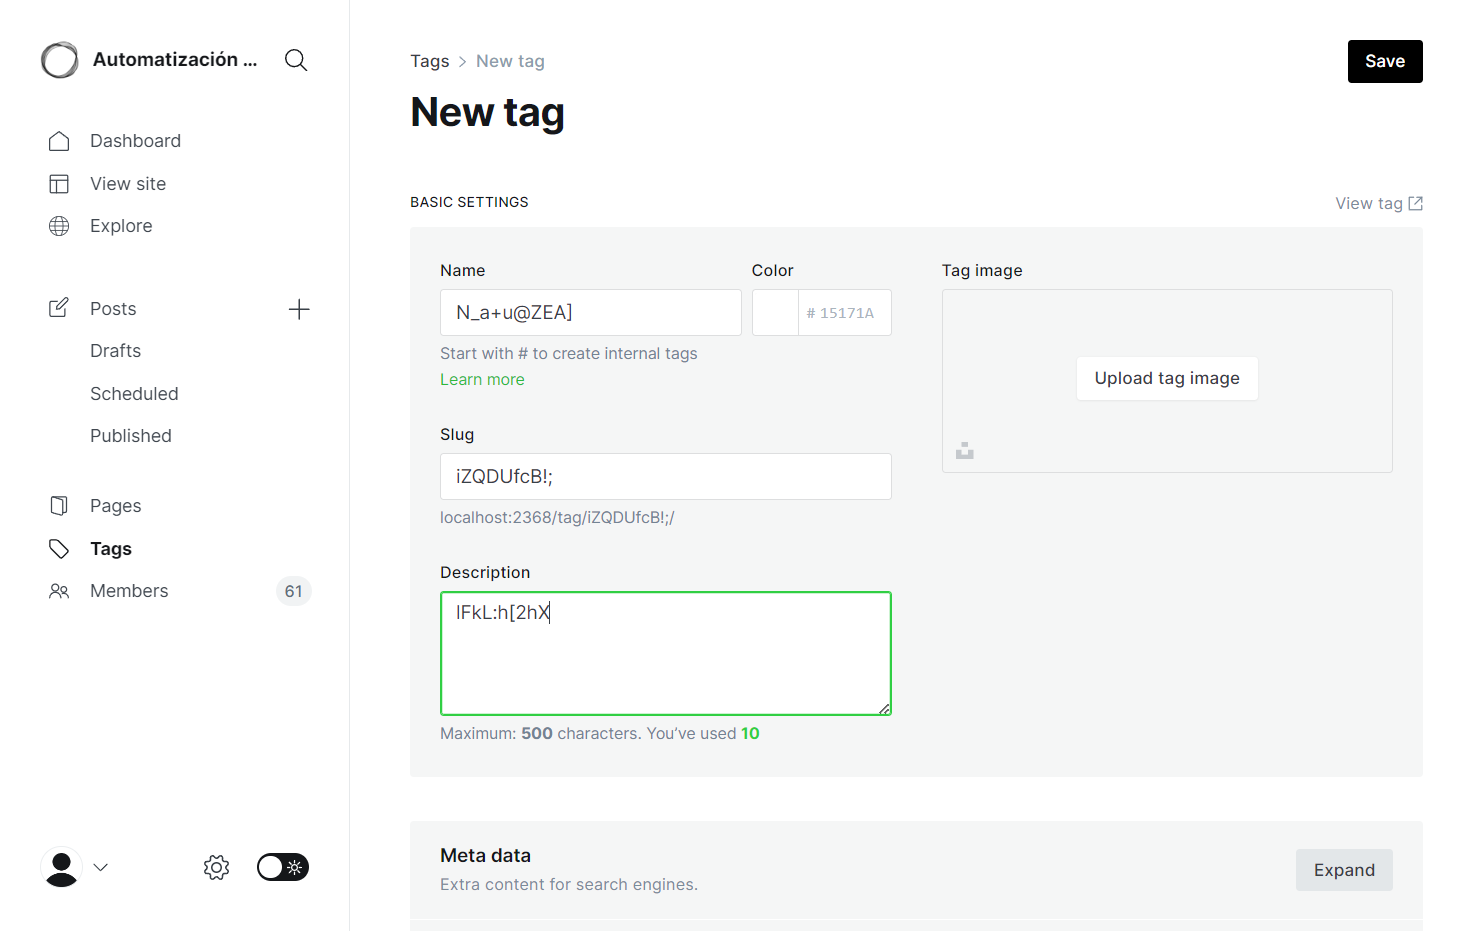 Automatización ...
Dashboard
View site
Explore
Posts
Drafts
Scheduled
Published
Pages
Tags
Members
61
Tags > New tag
Save
New tag
BASIC SETTINGS
View tag
Name
Color
Tag image
N_a+u@ZEA]
# 15171A
Start with # to create internal tags
Learn more
Upload tag image
Slug
iZQDUfcB!;
localhost:2368/tag/iZQDUfcB!;/
Description
lFkL:h[2hX
Maximum: 500 characters. You’ve used 10
Meta data
Extra content for search engines.
Expand